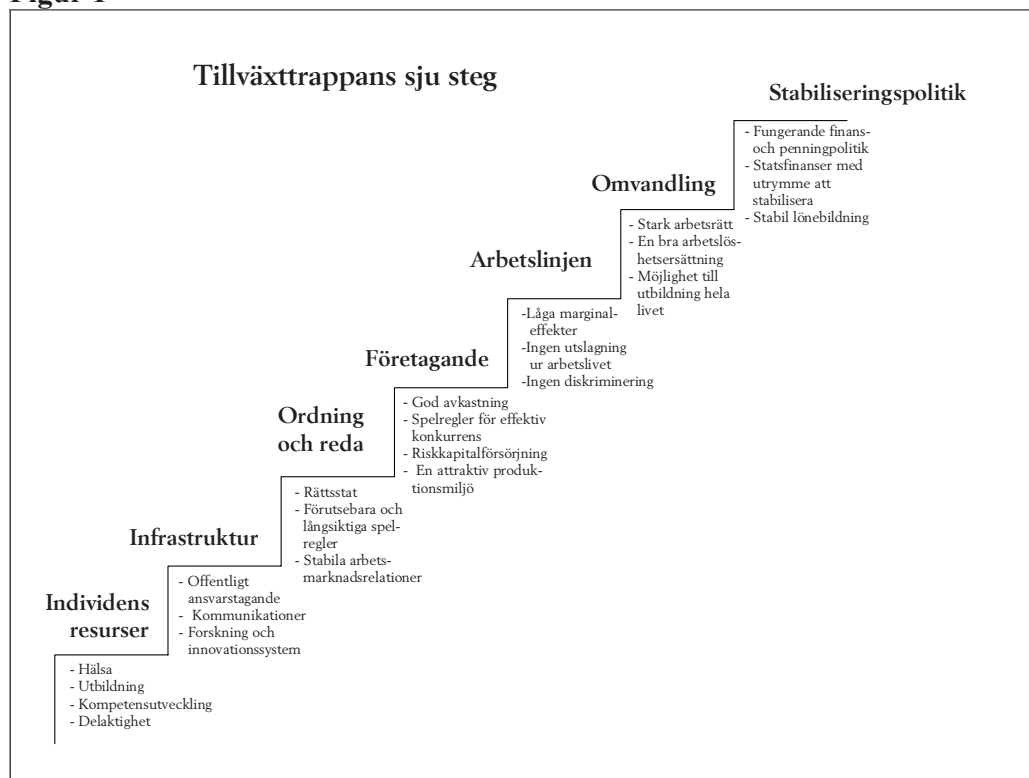 Figur 1
Tillväxttrappans sju steg
Stabiliseringspolitik
- Fungerande finans-
och penningpolitik
- Statsfinanser med
utrymme att
stabilisera
- Stabil lönebildning
Omvandling
- Stark arbetsrätt
- En bra arbetslös-
hetsersättning
- Möjlighet till
utbildning hela
livet
Arbetslinjen
-Låga marginal-
effekter
-Ingen utslagning
ur arbetslivet
-Ingen diskriminering
Företagande
- God avkastning
- Spelregler för effektiv
konkurrens
- Riskkapitalförsörjning
- En attraktiv produk-
tionsmiljö
Ordning
och reda
- Rättsstat
- Förutsebara och
långsiktiga spel-
regler
- Stabila arbets-
marknadsrelationer
Infrastruktur
- Offentligt
ansvarstagande
- Kommunikationer
- Forskning och
innovationssystem
Individens
resurser
- Hälsa
- Utbildning
- Kompetensutveckling
- Delaktighet